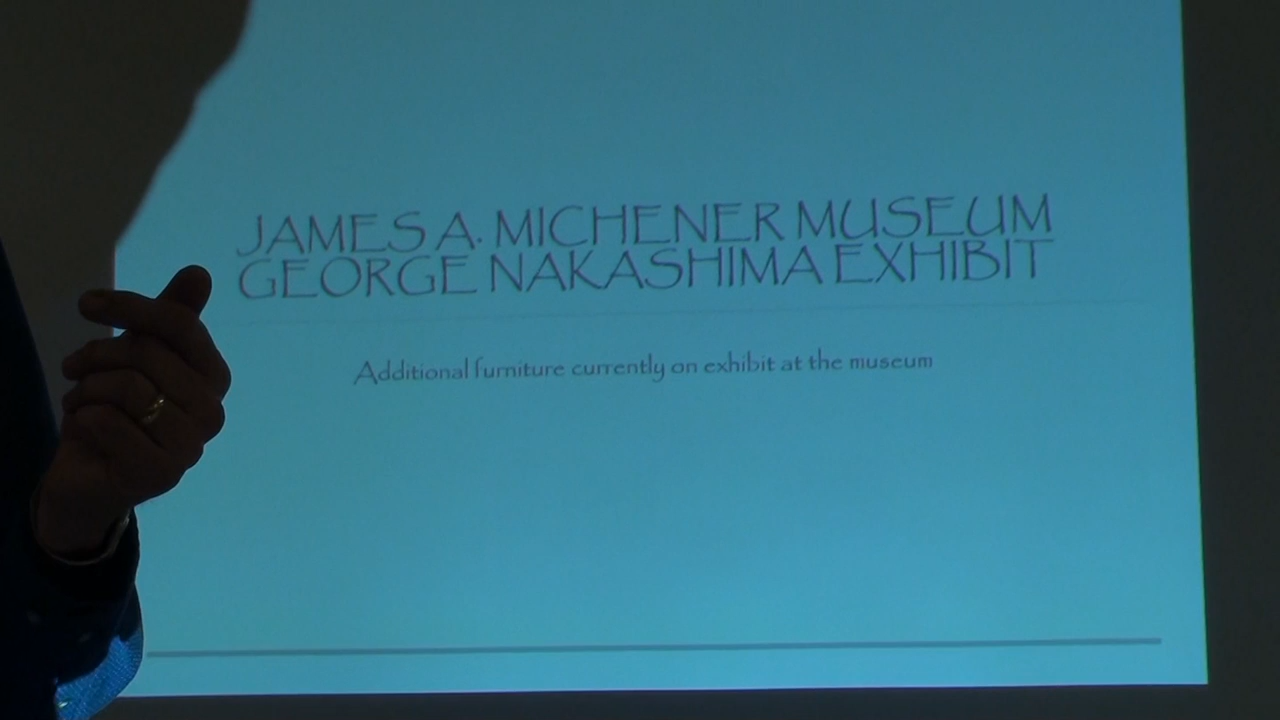 JAMES A. MICHENER MUSEUM
GEORGE NAKASHIMA EXHIBIT
Additional furniture currently on exhibit at the museum